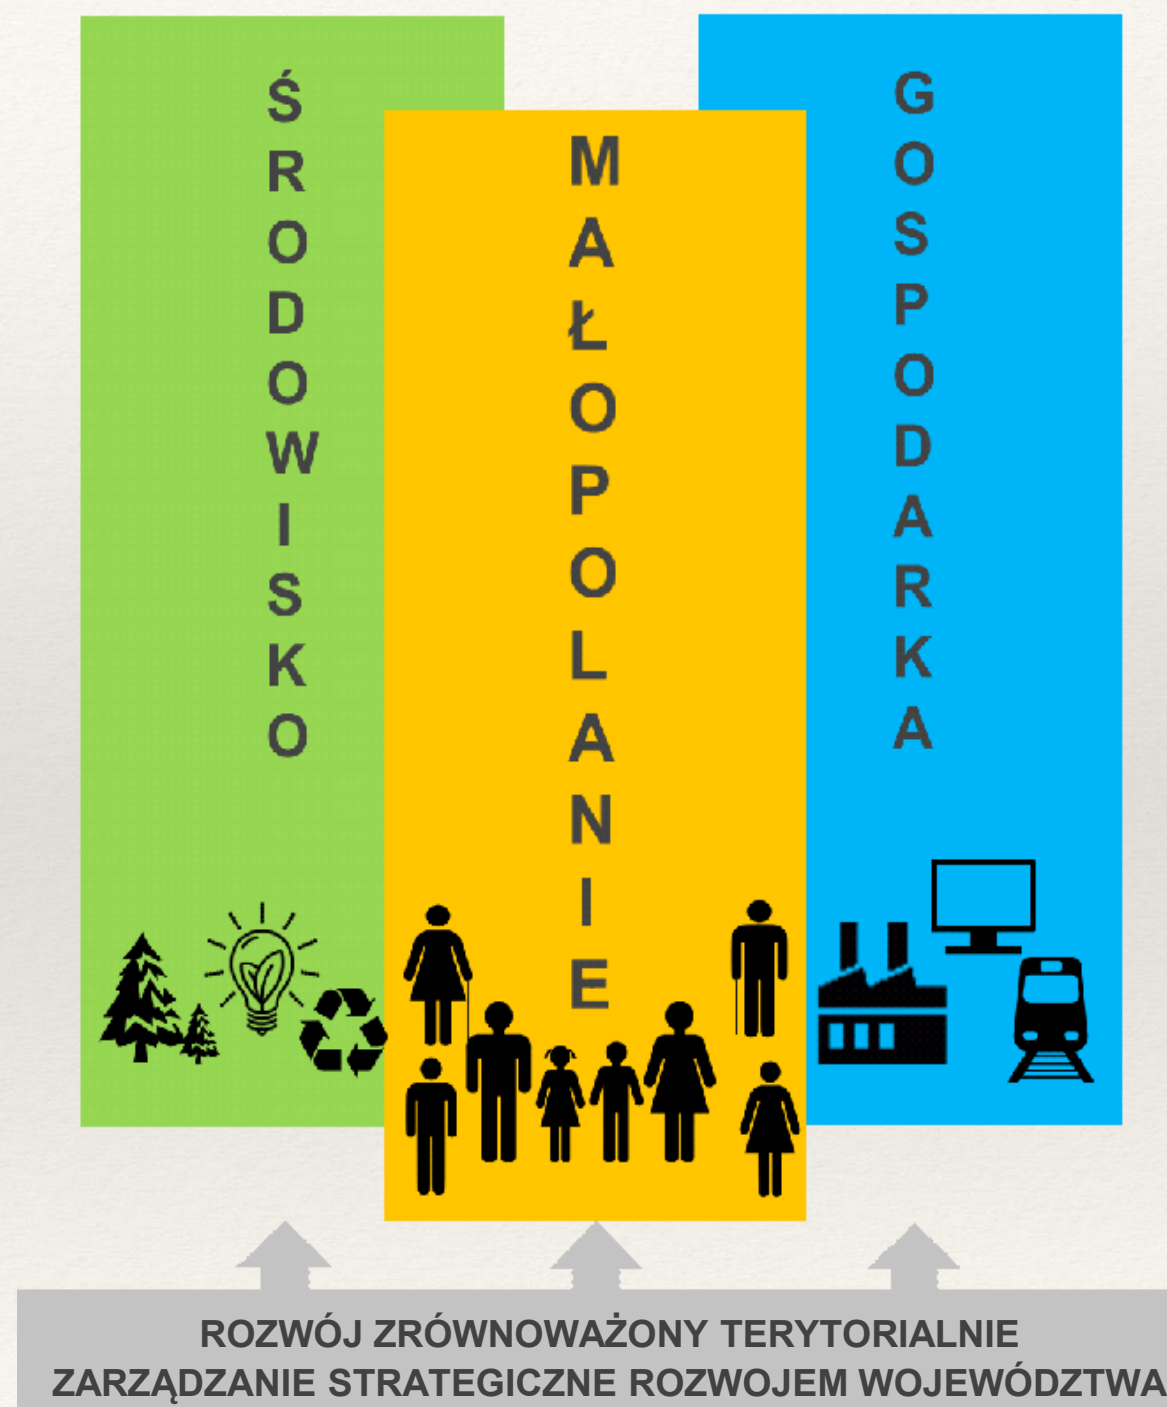 ŚRODOWISKO
MAŁOPOLANIE
GOSPODARKA
ROZWÓJ ZRÓWNOWAŻONY TERYTORIALNIE
ZARZĄDZANIE STRATEGICZNE ROZWOJEM WOJEWÓDZTWA